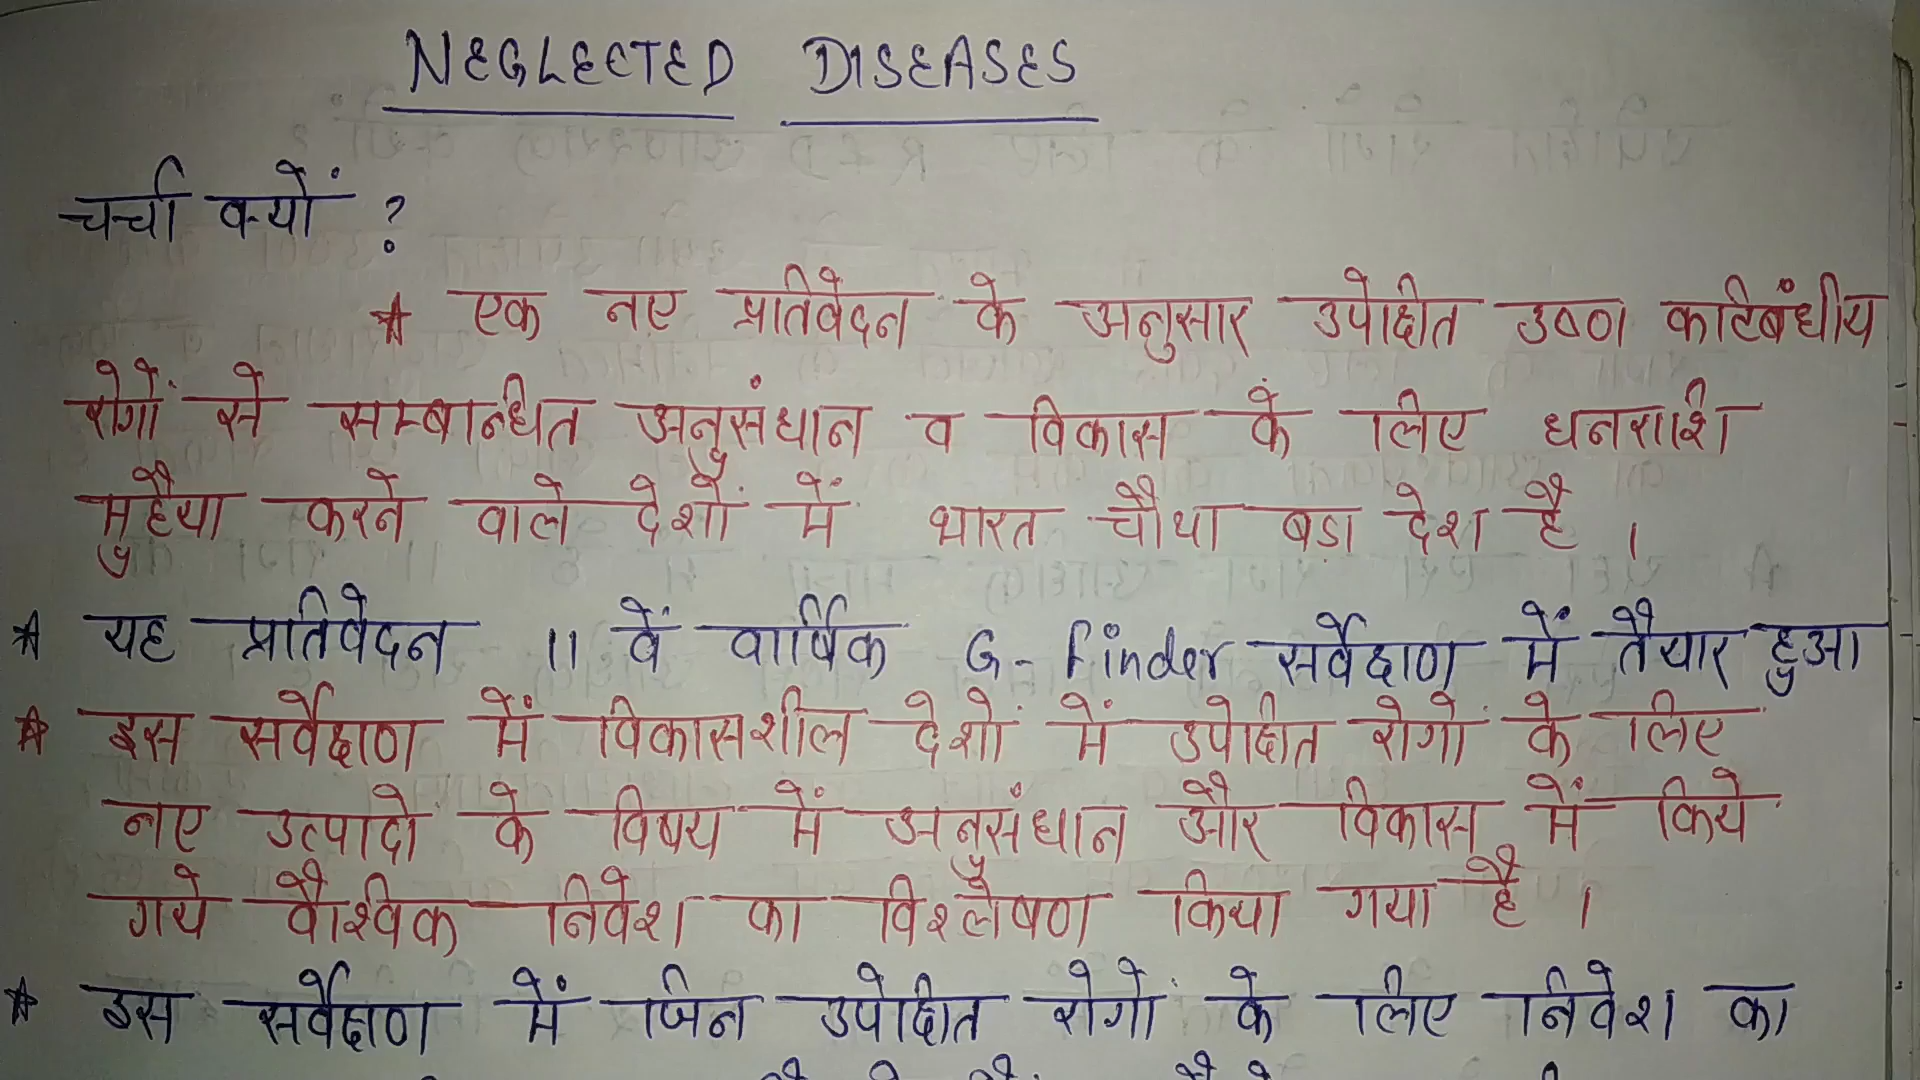 NEGLECTED DISEASES
चर्चा क्यों ?
* एक नए प्रतिवेदन के अनुसार उपेक्षित उष्ण कटिबंधीय
रोगों से सम्बन्धित अनुसंधान व विकास के लिए धनराशि
मुहैया करने वाले देशों में भारत चौथा बड़ा देश है ।
* यह प्रतिवेदन 11 वें वार्षिक G-Finder सर्वेक्षण में तैयार हुआ
* इस सर्वेक्षण में विकासशील देशों में उपेक्षित रोगों के लिए
नए उत्पादों के विषय में अनुसंधान और विकास में किये
गये वैश्विक निवेश का विश्लेषण किया गया है ।
* इस सर्वेक्षण में जिन उपेक्षित रोगों के लिए निवेश का